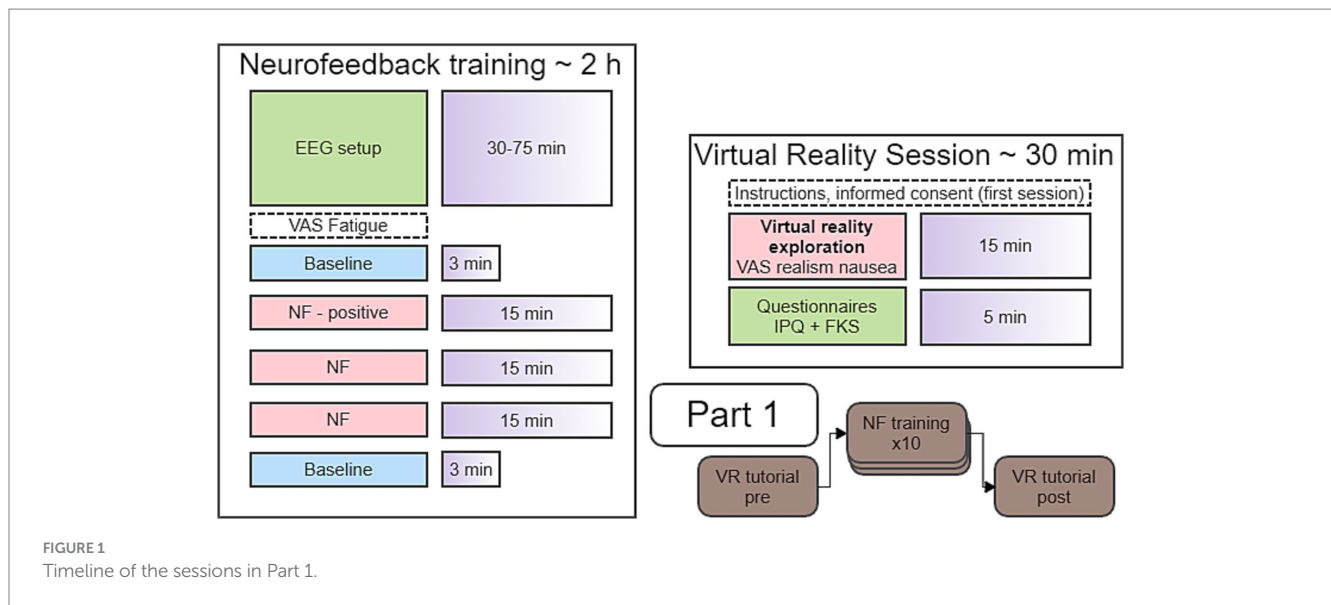 Neurofeedback training ~ 2 h
EEG setup
30-75 min
VAS Fatigue
Baseline
3 min
NF - positive
15 min
NF
15 min
NF
15 min
Baseline
3 min
Virtual Reality Session ~ 30 min
Instructions, informed consent (first session)
Virtual reality
exploration
VAS realism nausea
15 min
Questionnaires
IPQ + FKS
5 min
Part 1
VR tutorial
pre
NF training
x10
VR tutorial
post
FIGURE 1
Timeline of the sessions in Part 1.